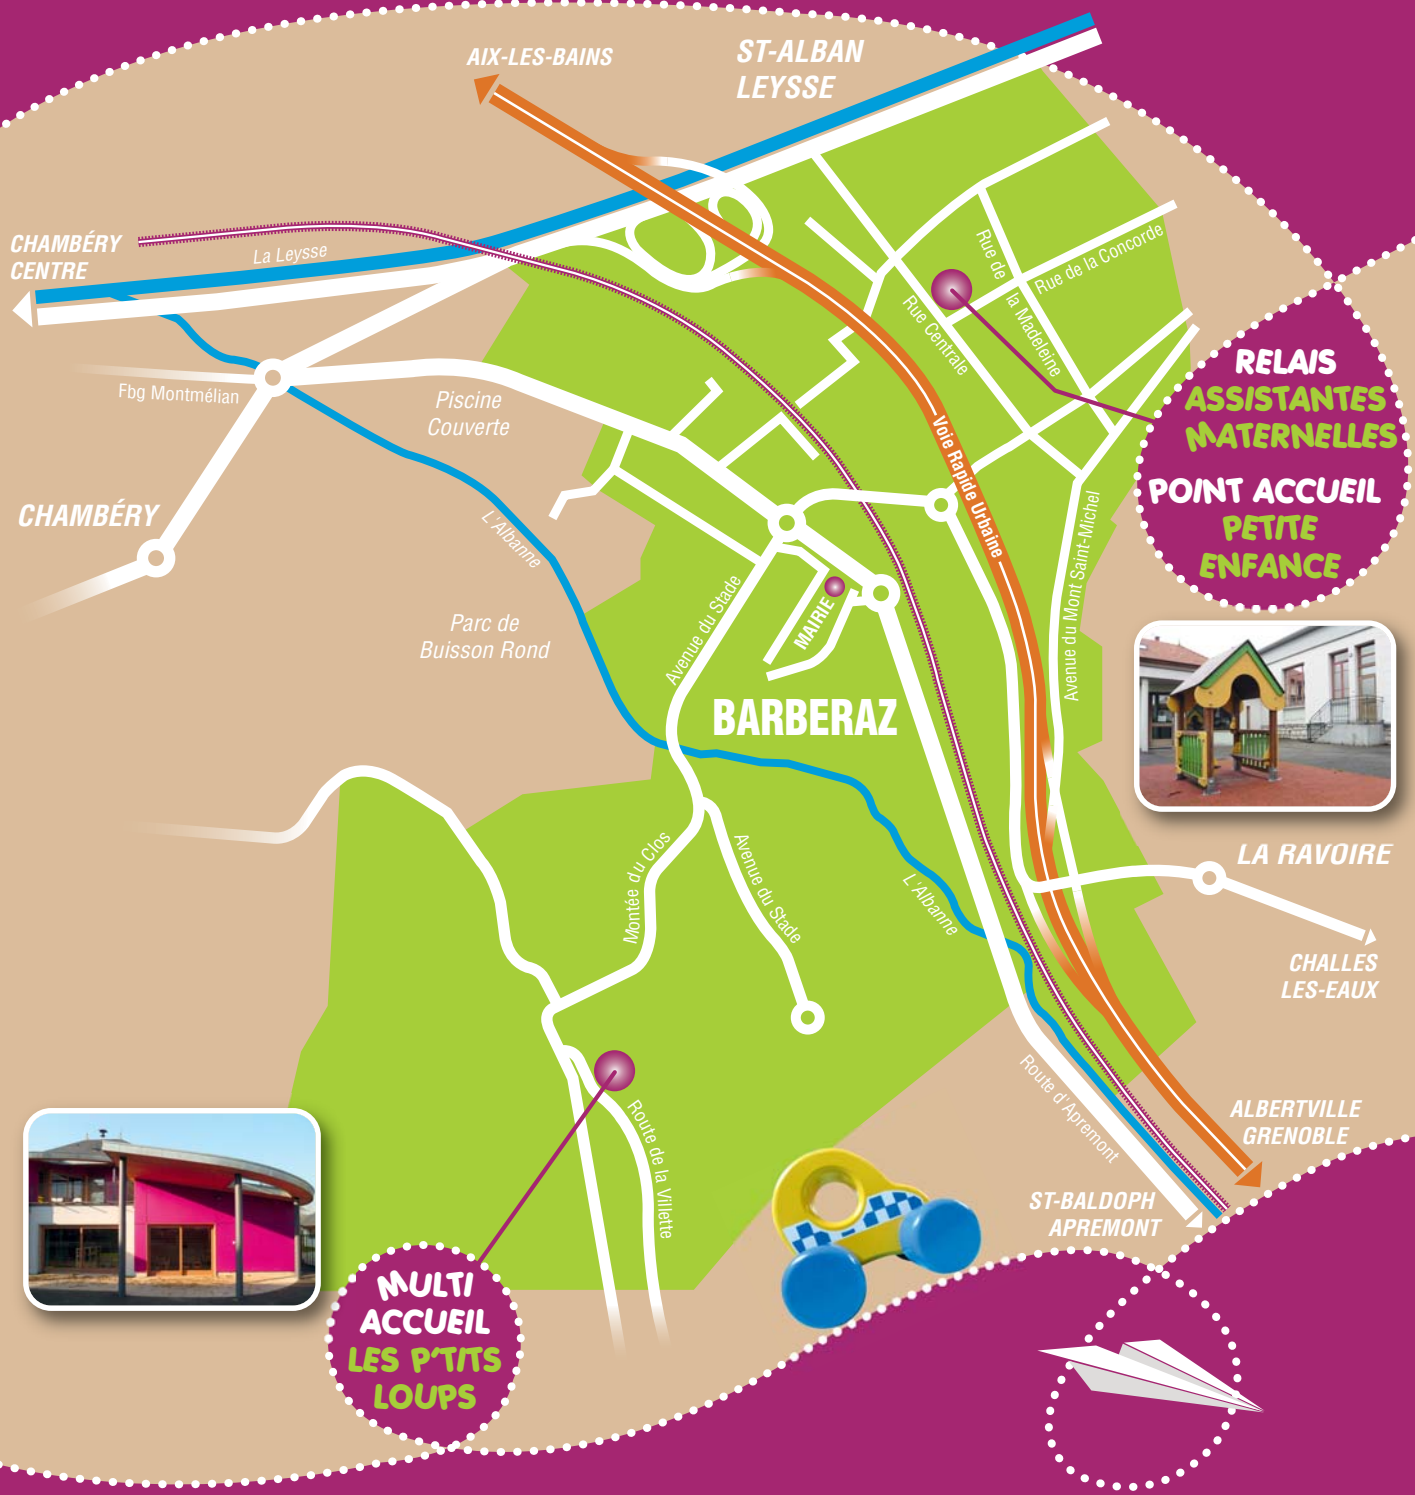 AIX-LES-BAINS
ST-ALBAN
LEYSSE
CHAMBÉRY
CENTRE
La Leysse
Rue de la Madeleine
Rue de la Concorde
Rue Centrale
Fbg Montmélian
Piscine
Couverte
Voie Rapide Urbaine
RELAIS
ASSISTANTES
MATERNELLES
POINT ACCUEIL
PETITE
ENFANCE
CHAMBÉRY
L'Albanne
Avenue du Mont Saint-Michel
Parc de
Buisson Rond
Avenue du Stade
MAIRIE
BARBERAZ
Montée du Clos
Avenue du Stade
L'Albanne
LA RAVOIRE
CHALLES
LES-EAUX
Route d'Apremont
Route de la Villette
ALBERTVILLE
GRENOBLE
ST-BALDOPH
APREMONT
MULTI
ACCUEIL
LES P'TITS
LOUPS